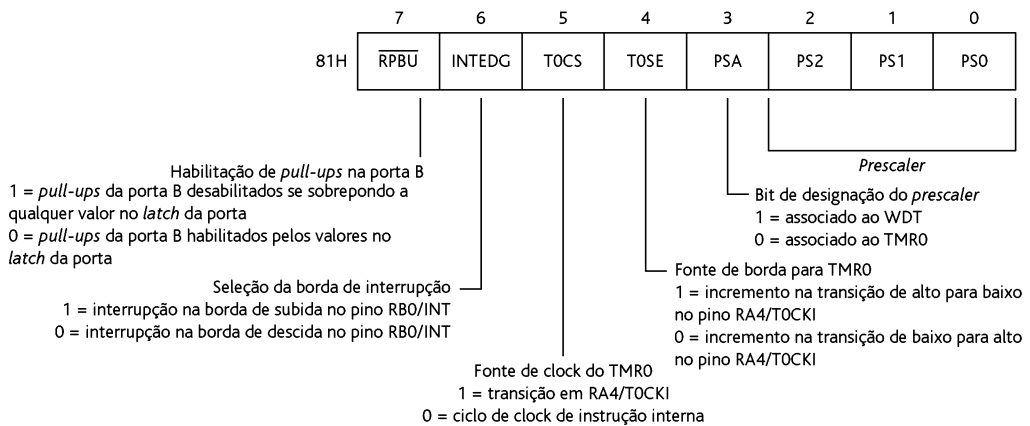 7 6 5 4 3 2 1 0
81H RPBU INTEDG T0CS T0SE PSA PS2 PS1 PS0
Habilitação de pull-ups na porta B
1 = pull-ups da porta B desabilitados se sobrepondo a
qualquer valor no latch da porta
0 = pull-ups da porta B habilitados pelos valores no
latch da porta
Seleção da borda de interrupção
1 = interrupção na borda de subida no pino RB0/INT
0 = interrupção na borda de descida no pino RB0/INT
Fonte de clock do TMR0
1 = transição em RA4/T0CKI
0 = ciclo de clock de instrução interna
Fonte de borda para TMR0
1 = incremento na transição de alto para baixo
no pino RA4/T0CKI
0 = incremento na transição de baixo para alto
no pino RA4/T0CKI
Bit de designação do prescaler
1 = associado ao WDT
0 = associado ao TMR0
Prescaler